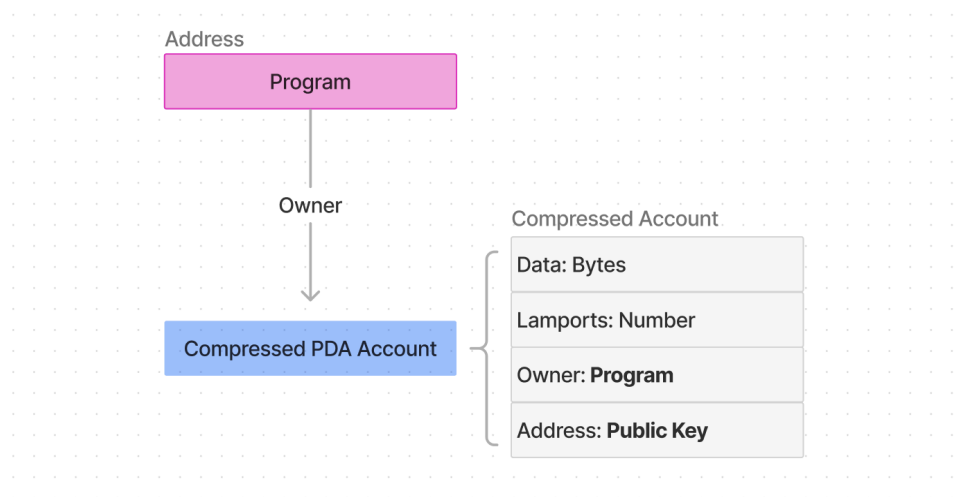 Address
Program
Owner
Compressed PDA Account
Compressed Account
Data: Bytes
Lamports: Number
Owner: Program
Address: Public Key